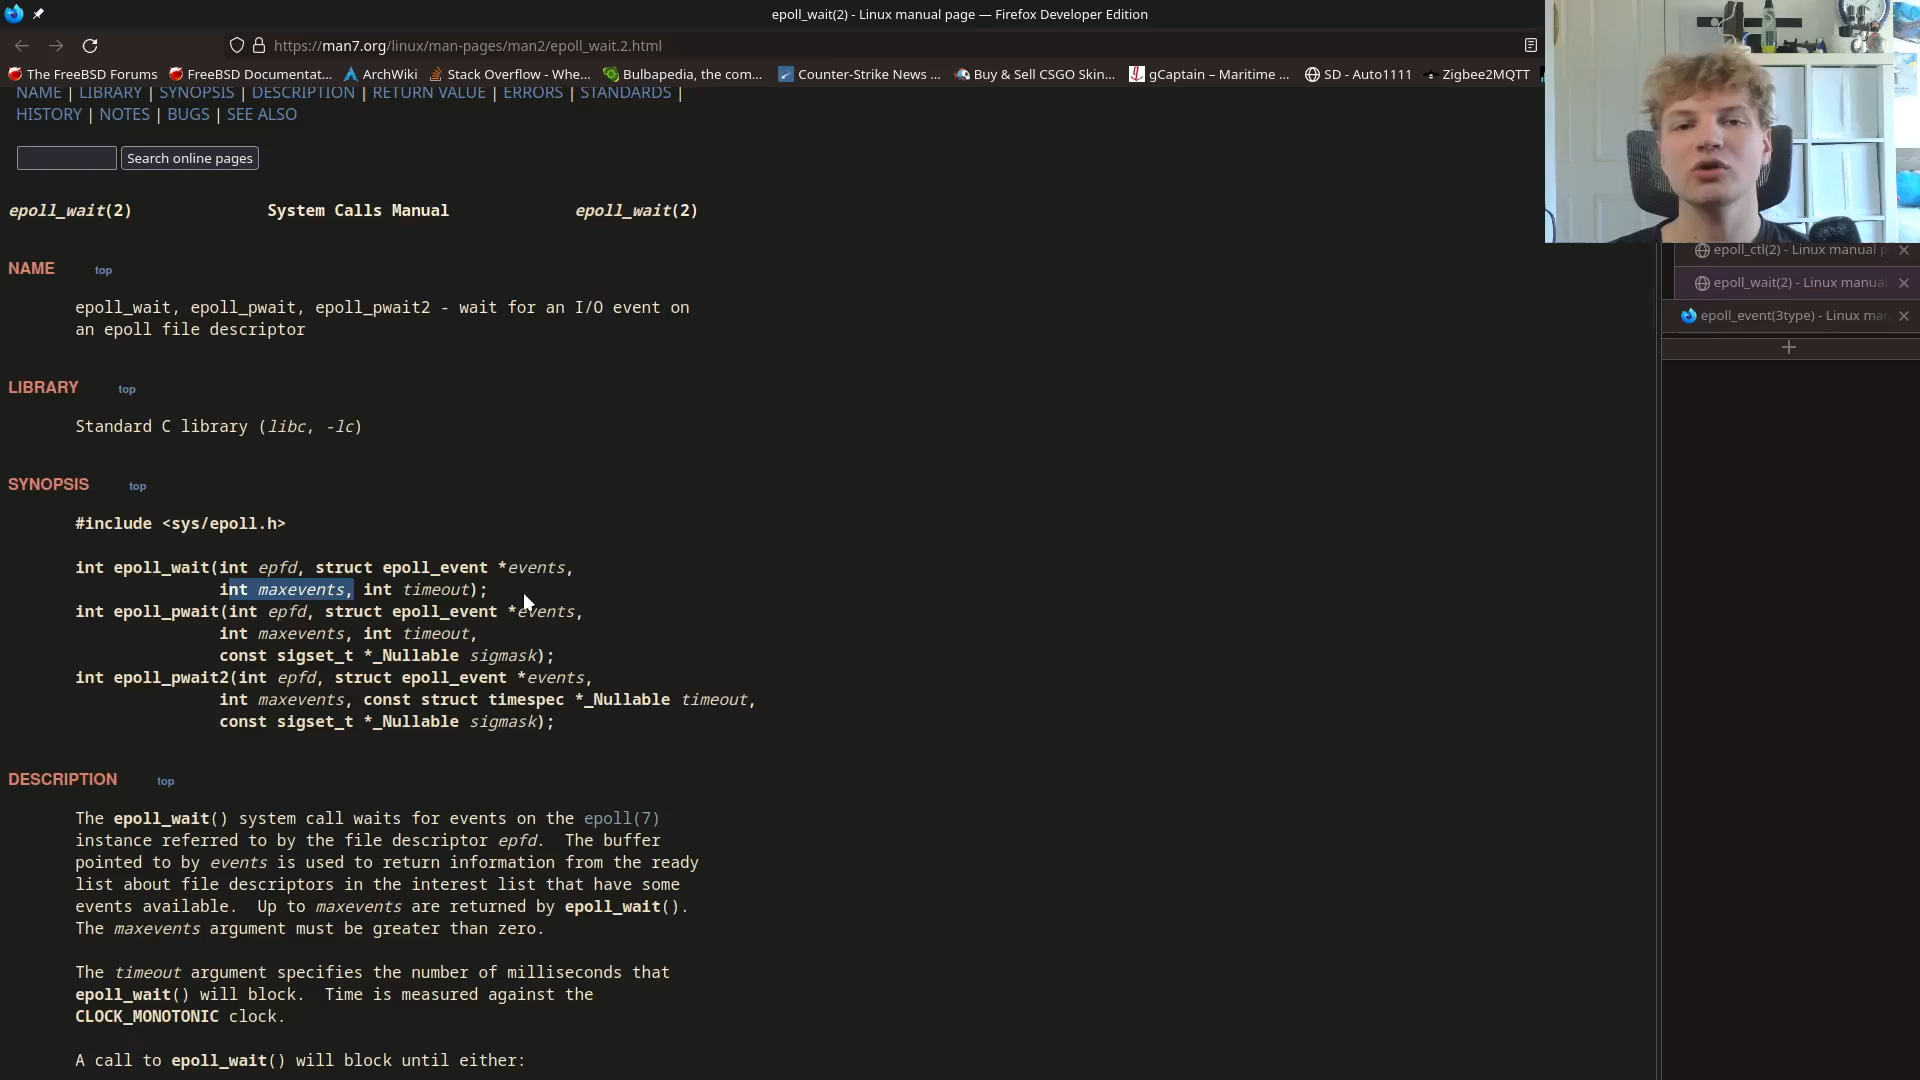 epoll_wait(2) - Linux manual page — Firefox Developer Edition
https://man7.org/linux/man-pages/man2/epoll_wait.2.html
The FreeBSD Forums
FreeBSD Documentat...
ArchWiki
Stack Overflow - Whe...
Bulbapedia, the com...
Counter-Strike News ...
Buy & Sell CSGO Skin...
gCaptain – Maritime ...
SD - Auto1111
Zigbee2MQTT
NAME | LIBRARY | SYNOPSIS | DESCRIPTION | RETURN VALUE | ERRORS | STANDARDS |
HISTORY | NOTES | BUGS | SEE ALSO
Search online pages
epoll_wait(2) System Calls Manual epoll_wait(2)
NAME top
epoll_wait, epoll_pwait, epoll_pwait2 - wait for an I/O event on
an epoll file descriptor
LIBRARY top
Standard C library (libc, -lc)
SYNOPSIS top
#include <sys/epoll.h>
int epoll_wait(int epfd, struct epoll_event *events,
int maxevents, int timeout);
int epoll_pwait(int epfd, struct epoll_event *events,
int maxevents, int timeout,
const sigset_t *_Nullable sigmask);
int epoll_pwait2(int epfd, struct epoll_event *events,
int maxevents, const struct timespec *_Nullable timeout,
const sigset_t *_Nullable sigmask);
DESCRIPTION top
The epoll_wait() system call waits for events on the epoll(7)
instance referred to by the file descriptor epfd. The buffer
pointed to by events is used to return information from the ready
list about file descriptors in the interest list that have some
events available. Up to maxevents are returned by epoll_wait().
The maxevents argument must be greater than zero.
The timeout argument specifies the number of milliseconds that
epoll_wait() will block. Time is measured against the
CLOCK_MONOTONIC clock.
A call to epoll_wait() will block until either:
epoll_ctl(2) - Linux manual p
epoll_wait(2) - Linux manual
epoll_event(3type) - Linux man